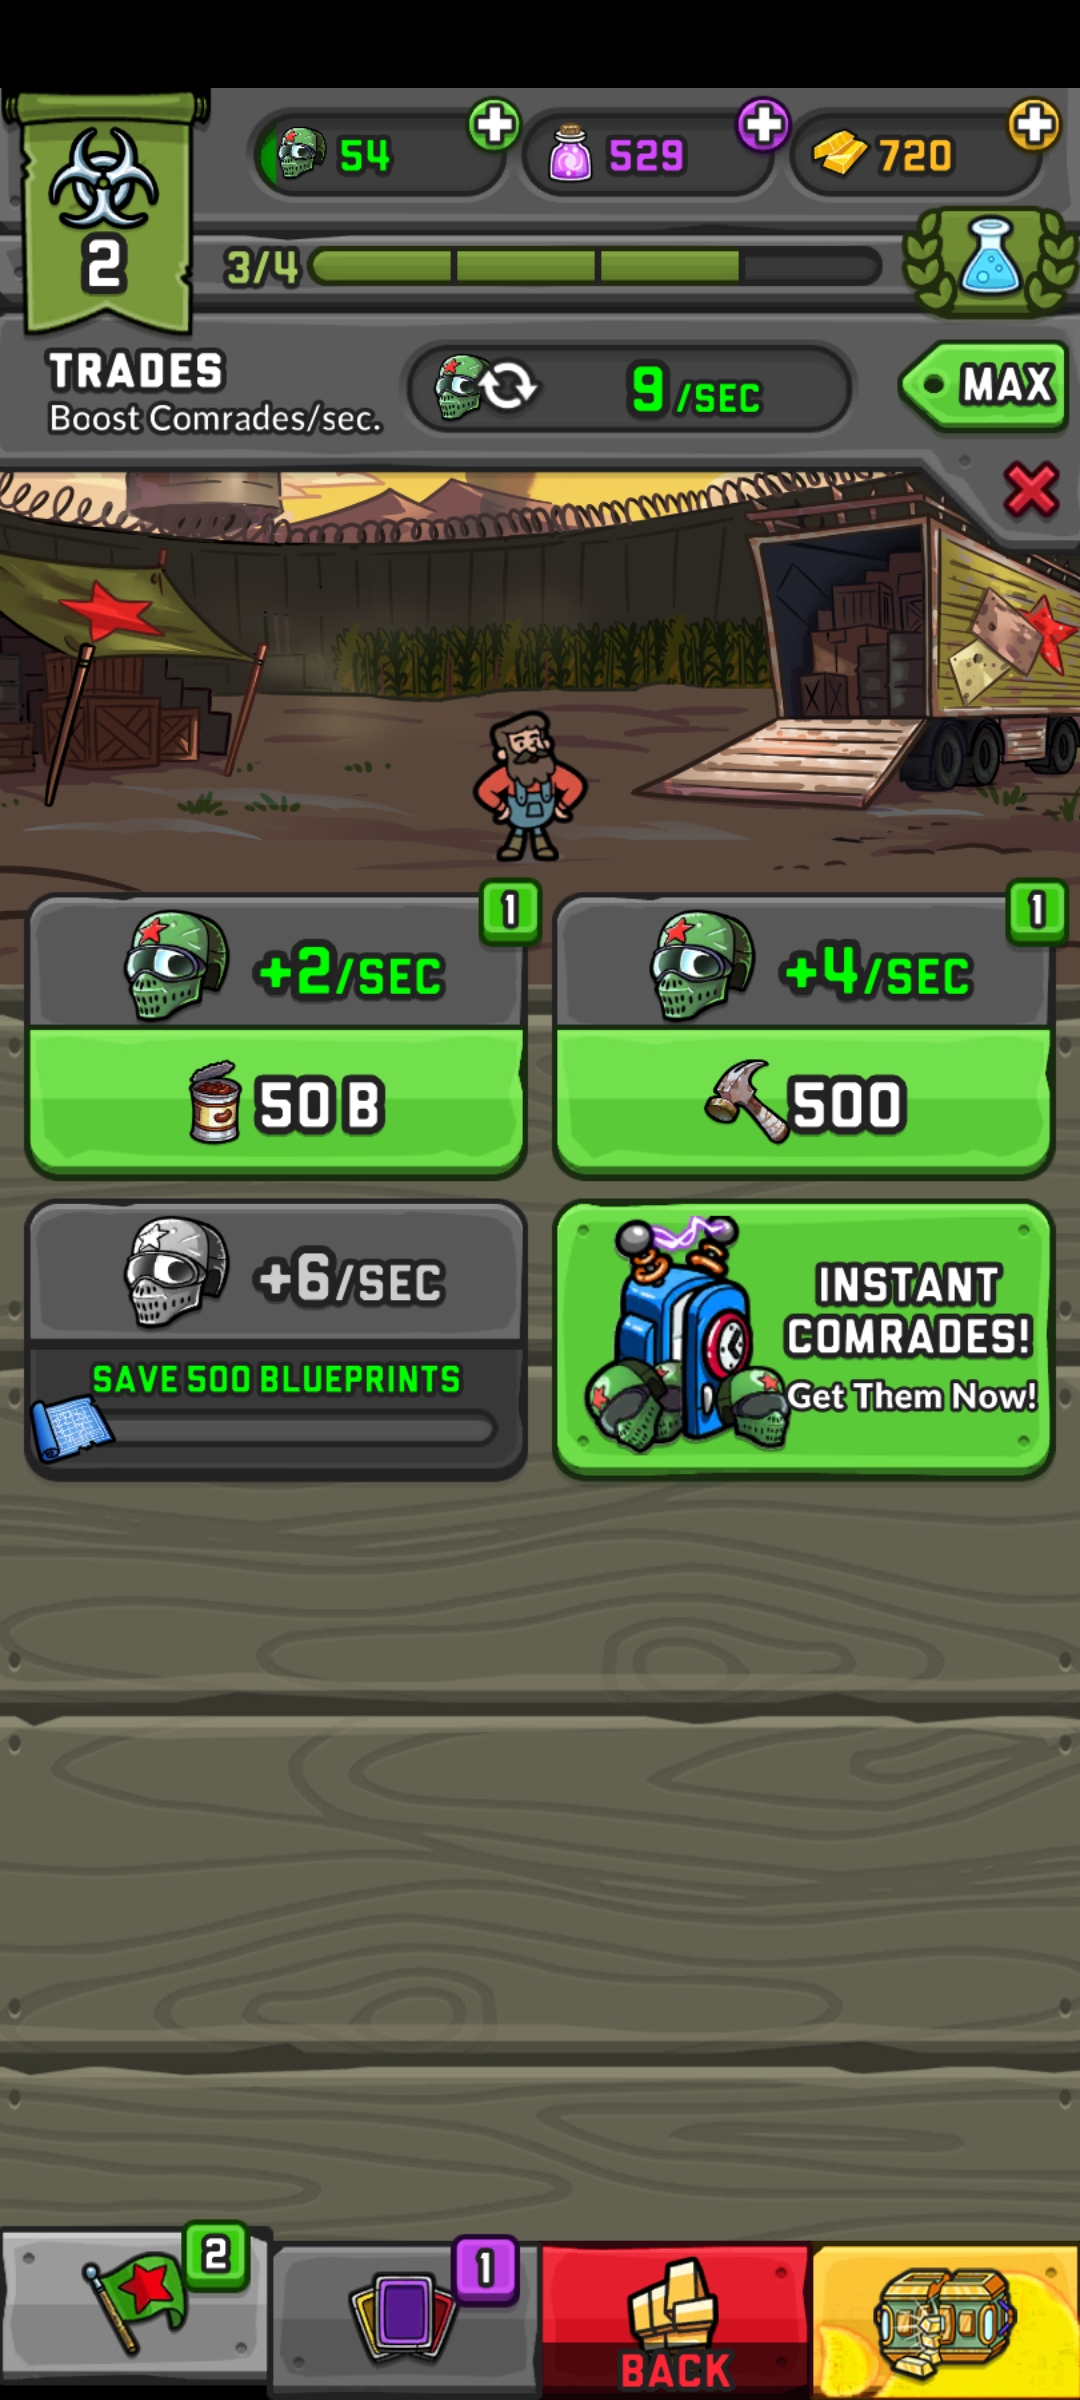 54
529
720
2
3/4
TRADES
Boost Comrades/sec.
9/SEC
MAX
1
+2/SEC
50 B
1
+4/SEC
500
+6/SEC
SAVE 500 BLUEPRINTS
INSTANT
COMRADES!
Get Them Now!
2
1
BACK